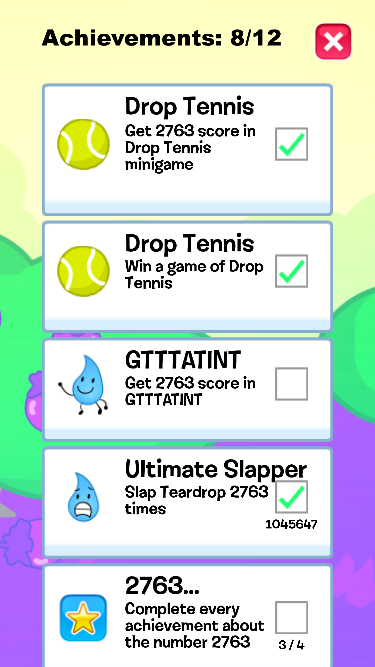 Achievements: 8/12
Drop Tennis
Get 2763 score in
Drop Tennis
minigame
Drop Tennis
Win a game of Drop
Tennis
GTTTATINT
Get 2763 score in
GTTTATINT
Ultimate Slapper
Slap Teardrop 2763
times
1045647
2763...
Complete every
achievement about
the number 2763
3/4